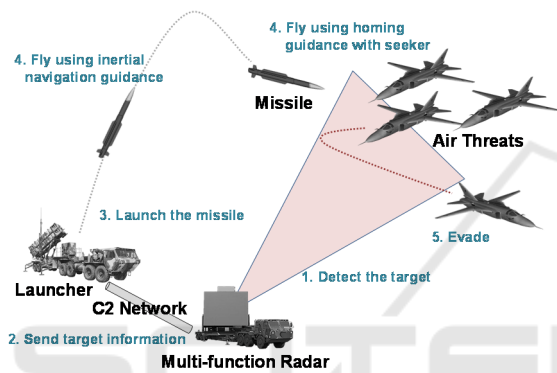 4. Fly using inertial
navigation guidance
4. Fly using homing
guidance with seeker
Missile
Air Threats
3. Launch the missile
5. Evade
1. Detect the target
Launcher
C2 Network
2. Send target information
Multi-function Radar